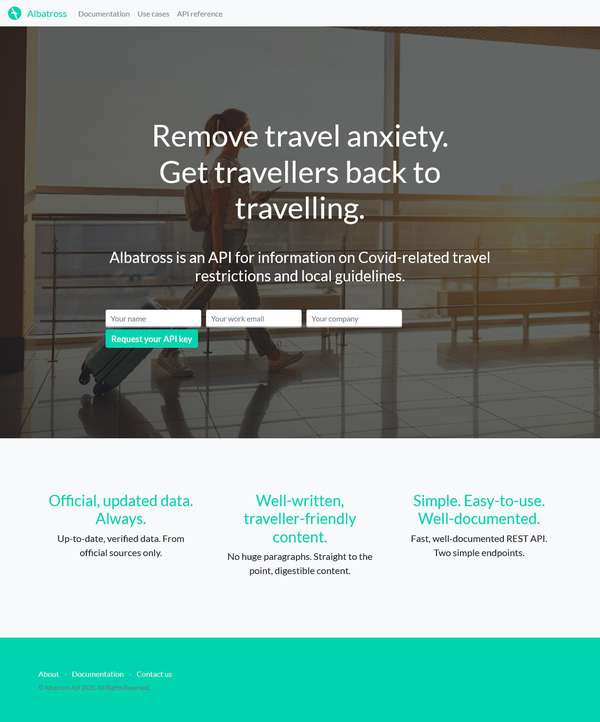 Albatross Documentation Use cases API reference
Remove travel anxiety.
Get travellers back to
travelling.
Albatross is an API for information on Covid-related travel
restrictions and local guidelines.
Your name Your work email Your company
Request your API key
Official, updated data.
Always.
Up-to-date, verified data. From
official sources only.
Well-written,
traveller-friendly
content.
No huge paragraphs. Straight to the
point, digestible content.
Simple. Easy-to-use.
Well-documented.
Fast, well-documented REST API.
Two simple endpoints.
About · Documentation · Contact us
© Albatross API 2020. All Rights Reserved.